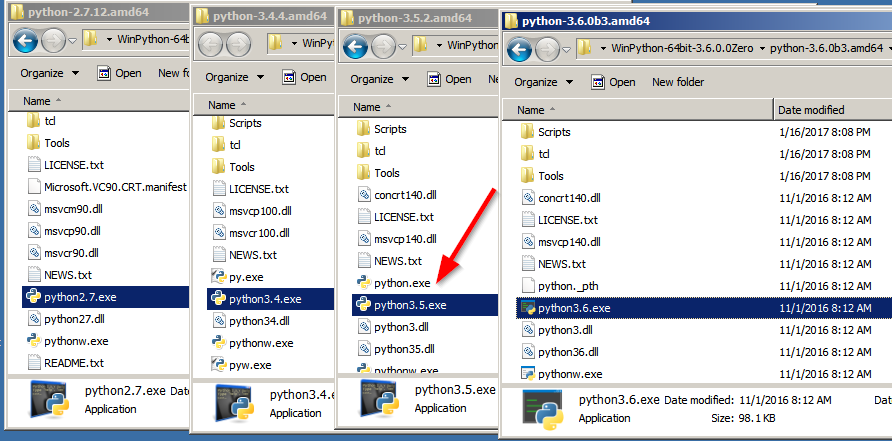 python-2.7.12.amd64
WinPython-64b
Organize
Open
New fo
Name
tcl
Tools
LICENSE.txt
Microsoft.VC90.CRT.manifest
msvcm90.dll
msvcp90.dll
msvcr90.dll
NEWS.txt
python2.7.exe
python27.dll
pythonw.exe
README.txt
python2.7.exe Date
Application
python-3.4.4.amd64
WinPyt
Organize
Open
Name
Scripts
tcl
Tools
LICENSE.txt
msvcp100.dll
msvcr100.dll
NEWS.txt
py.exe
python3.4.exe
python34.dll
pythonw.exe
pyw.exe
python3.4.e
Application
python-3.5.2.amd64
WinPython
Organize
Open
Name
Scripts
tcl
Tools
concrt140.dll
LICENSE.txt
msvcp140.dll
NEWS.txt
python.exe
python3.5.exe
python3.dll
python35.dll
pythonw.exe
python3.5.exe
Application
python-3.6.0b3.amd64
WinPython-64bit-3.6.0.0Zero python-3.6.0b3.amd64
Organize Open New folder
Name Date modified
Scripts 1/16/2017 8:08 PM
tcl 1/16/2017 8:08 PM
Tools 1/16/2017 8:08 PM
concrt140.dll 11/1/2016 8:12 AM
LICENSE.txt 11/1/2016 8:12 AM
msvcp140.dll 11/1/2016 8:12 AM
NEWS.txt 11/1/2016 8:12 AM
python._pth 11/1/2016 8:12 AM
python3.6.exe 11/1/2016 8:12 AM
python3.dll 11/1/2016 8:12 AM
python36.dll 11/1/2016 8:12 AM
pythonw.exe 11/1/2016 8:12 AM
python3.6.exe Date modified: 11/1/2016 8:12 AM Dat
Application Size: 98.1 KB